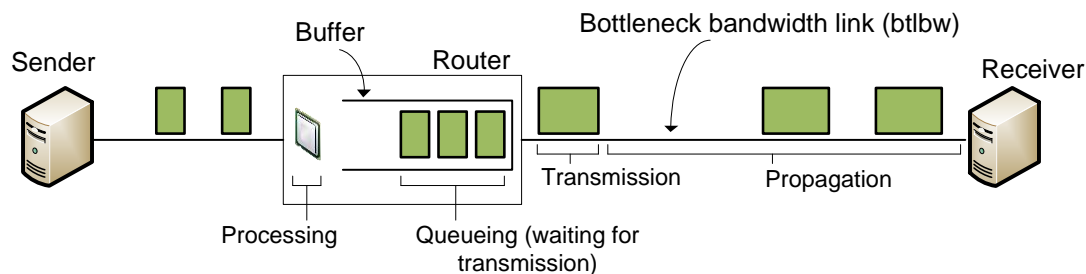 Bottleneck bandwidth link (btlbw)
Buffer
Sender
Router
Receiver
Transmission
Propagation
Processing
Queueing (waiting for
transmission)